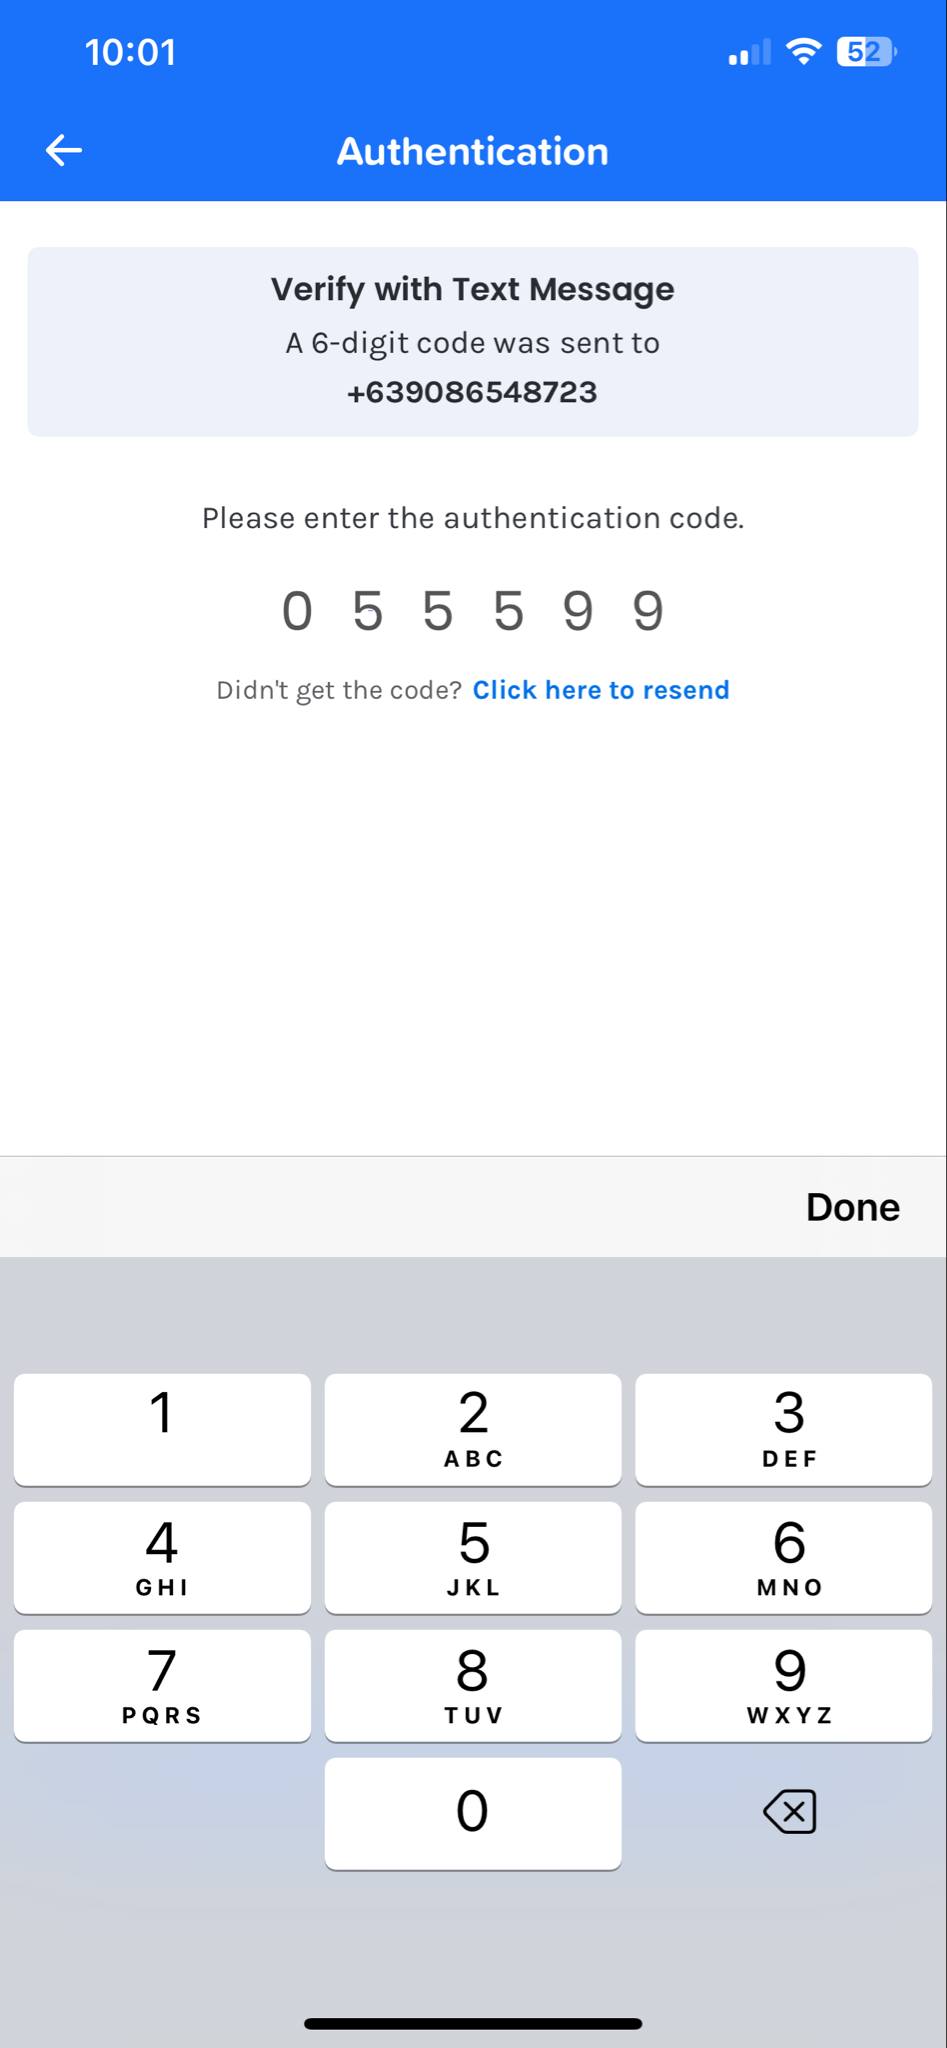 10:01
52
Authentication
Verify with Text Message
A 6-digit code was sent to
+639086548723
Please enter the authentication code.
0 5 5 5 9 9
Didn't get the code? Click here to resend
Done
1 2 3
ABC DEF
4 5 6
GHI JKL MNO
7 8 9
PQRS TUV WXYZ
0